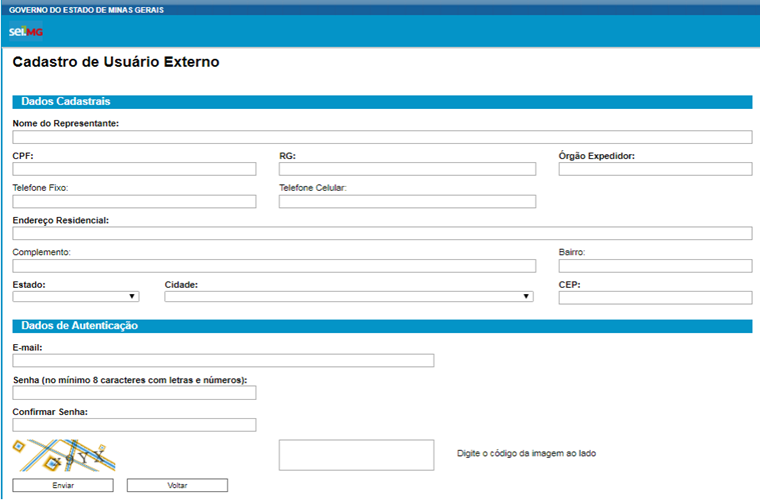 GOVERNO DO ESTADO DE MINAS GERAIS
sei!MG
Cadastro de Usuário Externo
Dados Cadastrais
Nome do Representante:
CPF: RG: Órgão Expedidor:
Telefone Fixo: Telefone Celular:
Endereço Residencial:
Complemento: Bairro:
Estado: Cidade: CEP:
Dados de Autenticação
E-mail:
Senha (no mínimo 8 caracteres com letras e números):
Confirmar Senha:
Digite o código da imagem ao lado
Enviar Voltar